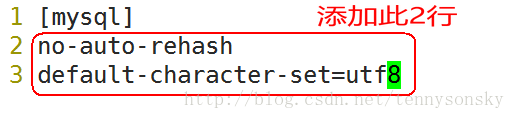 1 [mysql] 添加此2行
2 no-auto-rehash
3 default-character-set=utf8
http://blog.csdn.net/tennysonsky